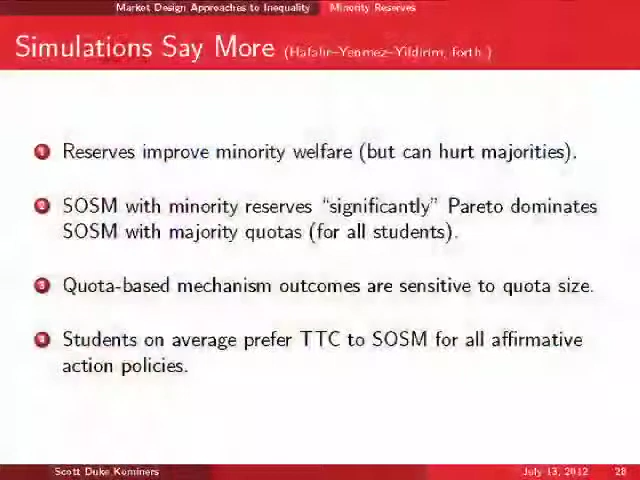 Market Design Approaches to Inequality Minority Reserves
Simulations Say More (Hafalir–Yenmez–Yildirim, forth.)
1 Reserves improve minority welfare (but can hurt majorities).
2 SOSM with minority reserves “significantly” Pareto dominates
SOSM with majority quotas (for all students).
3 Quota-based mechanism outcomes are sensitive to quota size.
4 Students on average prefer TTC to SOSM for all affirmative
action policies.
Scott Duke Kominers July 13, 2012 28